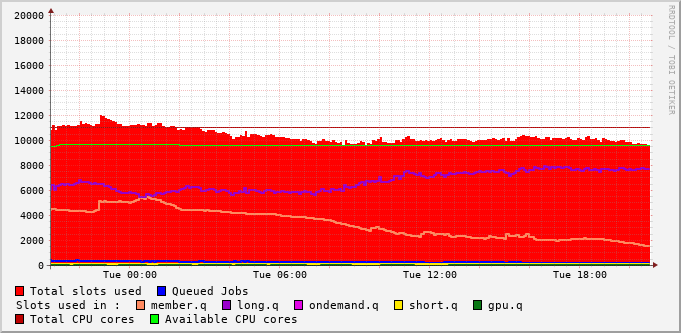 20000
18000
16000
14000
12000
10000
8000
6000
4000
2000
0
Tue 00:00 Tue 06:00 Tue 12:00 Tue 18:00
RRDTOOL / TOBI OETIKER
Total slots used Queued Jobs
Slots used in : member.q long.q ondemand.q short.q gpu.q
Total CPU cores Available CPU cores